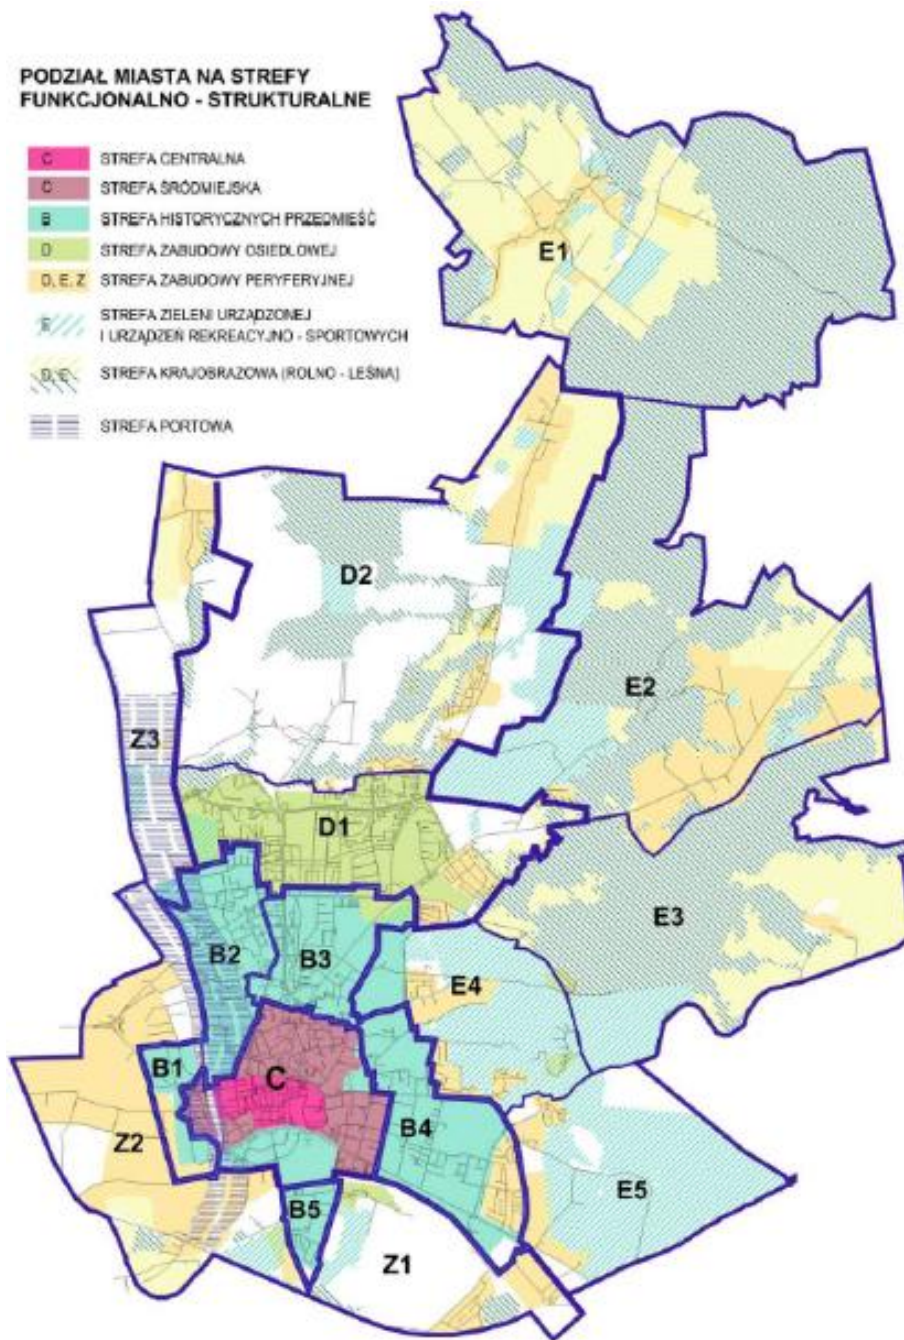 PODZIAŁ MIASTA NA STREFY
FUNKCJONALNO - STRUKTURALNE
C STREFA CENTRALNA
C STREFA ŚRÓDMIEJSKA
B STREFA HISTORYCZNYCH PRZEDMIEŚĆ
D STREFA ZABUDOWY OSIEDLOWEJ
D, E, Z STREFA ZABUDOWY PERYFERYJNEJ
E STREFA ZIELENI URZĄDZONEJ
I URZĄDZEŃ REKREACYJNO - SPORTOWYCH
D, E STREFA KRAJOBRAZOWA (ROLNO - LEŚNA)
STREFA PORTOWA
E1
D2
E2
Z3
D1
E3
B2
B3
E4
B1
C
B4
Z2
E5
B5
Z1